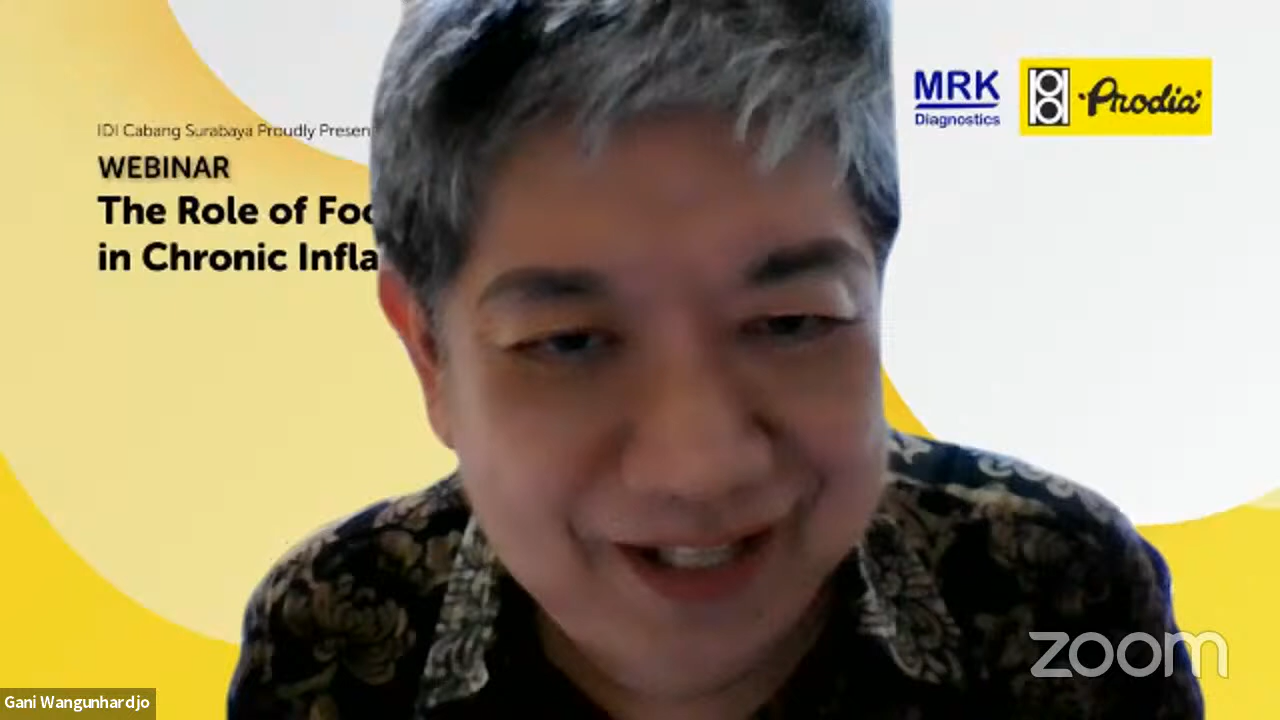 IDI Cabang Surabaya Proudly Presen
WEBINAR
The Role of Foo
in Chronic Infla
MRK
Diagnostics
Prodia
zoom
Gani Wangunhardjo